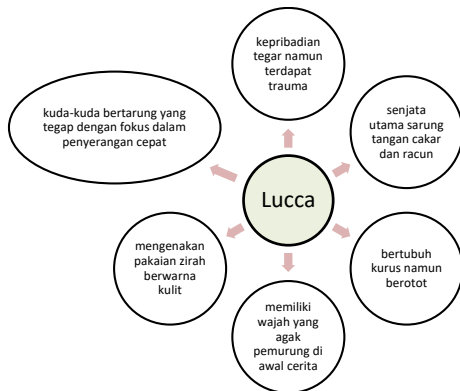 kepribadian
tegar namun
terdapat
trauma
kuda-kuda bertarung yang
tegap dengan fokus dalam
penyerangan cepat
senjata
utama sarung
tangan cakar
dan racun
Lucca
mengenakan
pakaian zirah
berwarna
kulit
bertubuh
kurus namun
berotot
memiliki
wajah yang
agak
pemurung di
awal cerita